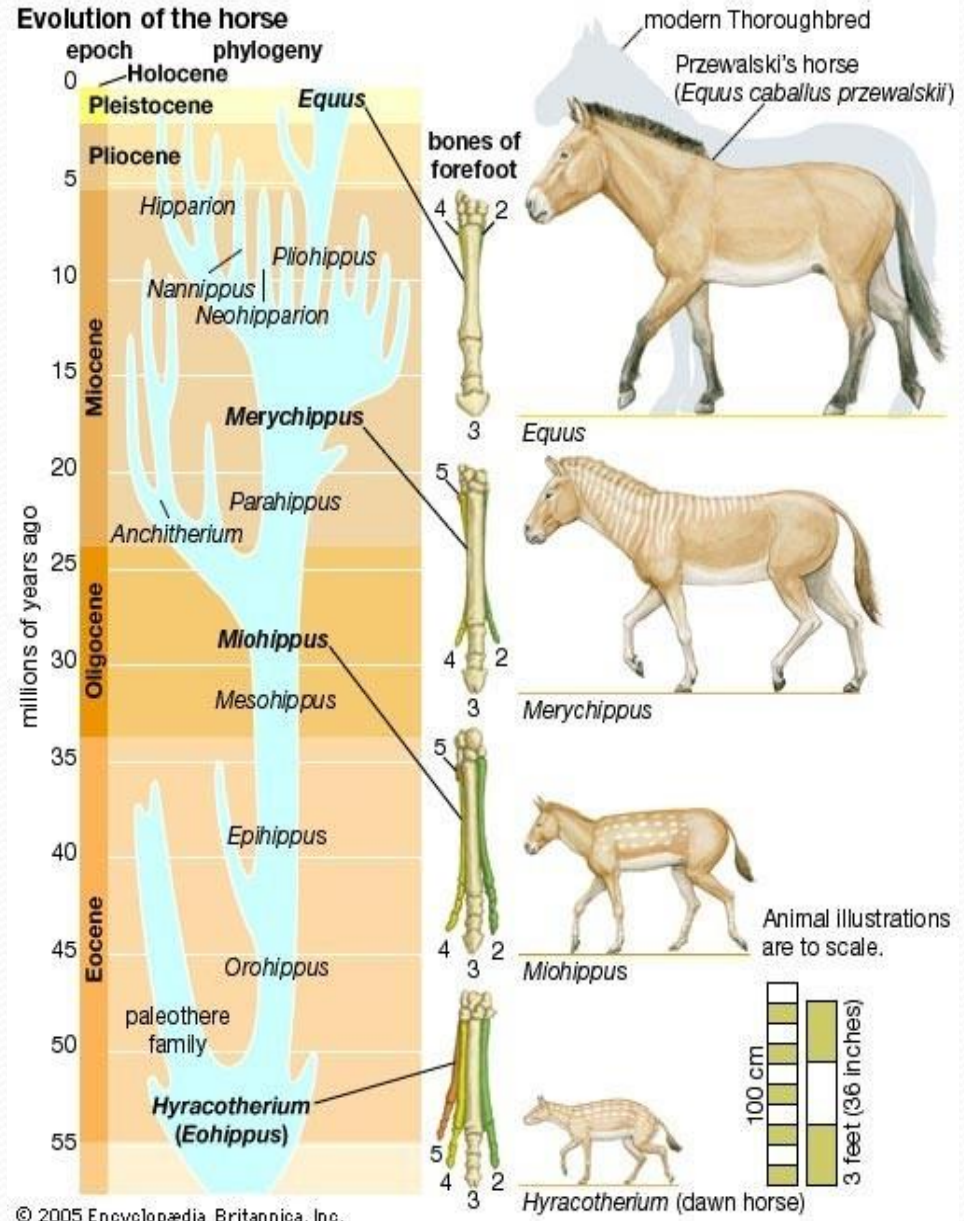 Evolution of the horse
epoch phylogeny
0
Holocene
Pleistocene
Equus
Pliocene
5
Hipparion
Pliohippus
10
Nannippus
Neohipparion
Miocene
15
Merychippus
20
Parahippus
Anchitherium
25
millions of years ago
Oligocene
Miohippus
30
Mesohippus
35
Epihippus
40
Eocene
45
Orohippus
paleothere
family
50
Hyracotherium
(Eohippus)
55
bones of
forefoot
4 2
3
5
4 2
3
5
4 2
3
5
4 2
3
modern Thoroughbred
Przewalski's horse
(Equus caballus przewalskii)
Equus
Merychippus
Miohippus
Animal illustrations
are to scale.
100 cm
3 feet (36 inches)
Hyracotherium (dawn horse)
© 2005 Encyclopædia Britannica, Inc.